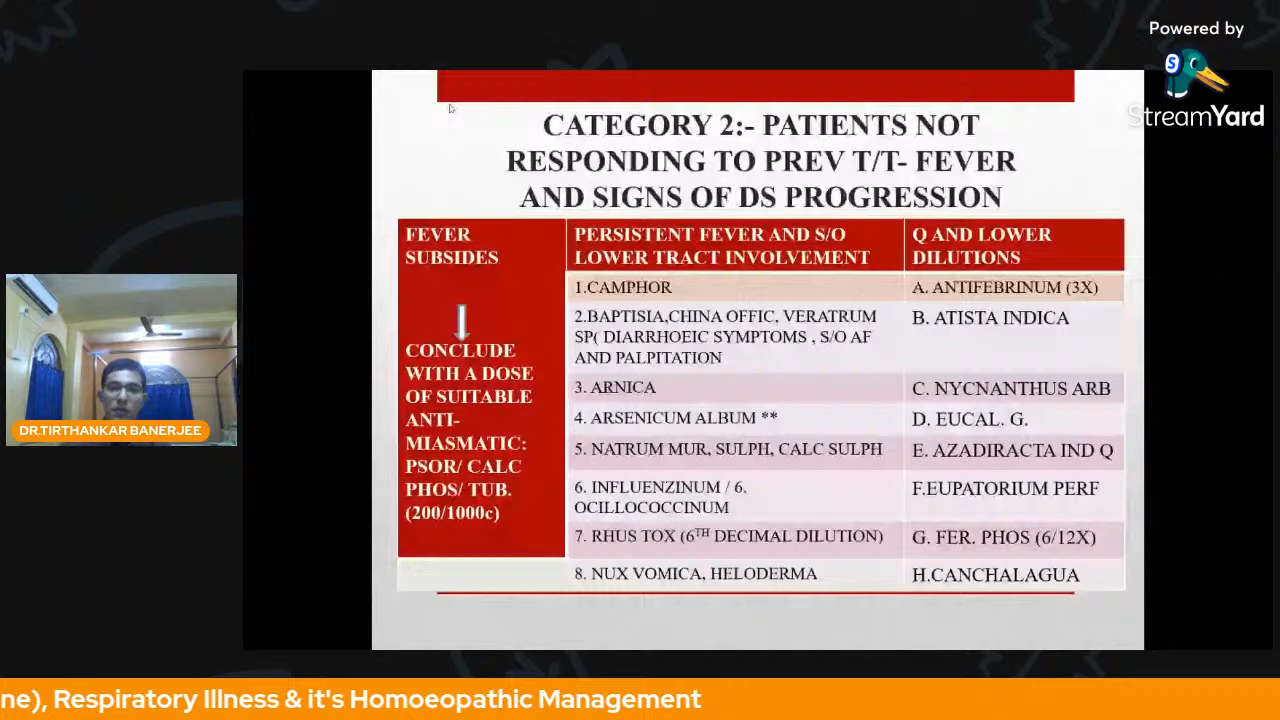 Powered by
StreamYard
CATEGORY 2:- PATIENTS NOT
RESPONDING TO PREV T/T- FEVER
AND SIGNS OF DS PROGRESSION
FEVER
SUBSIDES
CONCLUDE
WITH A DOSE
OF SUITABLE
ANTI-
MIASMATIC:
PSOR/ CALC
PHOS/ TUB.
(200/1000c)
PERSISTENT FEVER AND S/O
LOWER TRACT INVOLVEMENT
Q AND LOWER
DILUTIONS
1.CAMPHOR
A. ANTIFEBRINUM (3X)
2.BAPTISIA,CHINA OFFIC, VERATRUM
SP( DIARRHOEIC SYMPTOMS , S/O AF
AND PALPITATION
B. ATISTA INDICA
3. ARNICA
C. NYCNANTHUS ARB
4. ARSENICUM ALBUM **
D. EUCAL. G.
5. NATRUM MUR, SULPH, CALC SULPH
E. AZADIRACTA IND Q
6. INFLUENZINUM / 6.
OCILLOCOCCINUM
F.EUPATORIUM PERF
7. RHUS TOX (6TH DECIMAL DILUTION)
G. FER. PHOS (6/12X)
8. NUX VOMICA, HELODERMA
H.CANCHALAGUA
DR.TIRTHANKAR BANERJEE
ne), Respiratory Illness & it's Homoeopathic Management